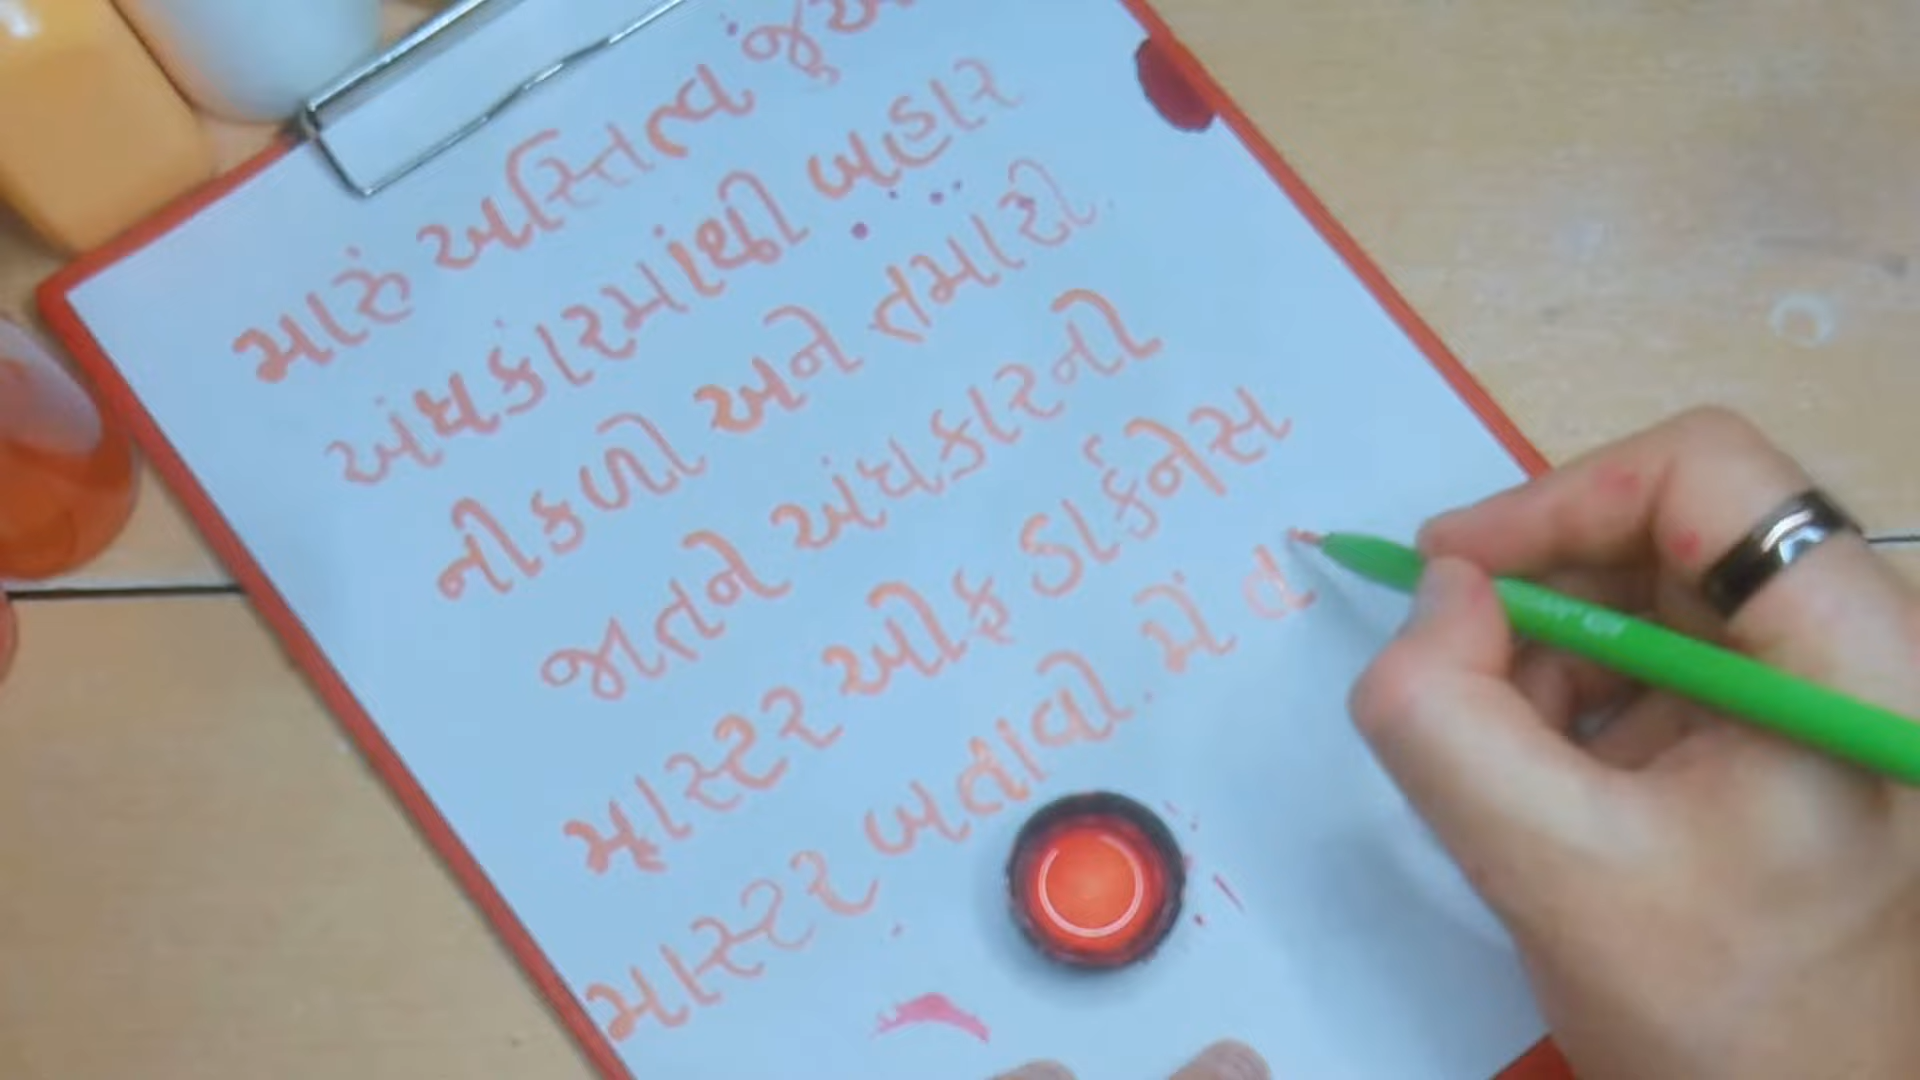 મારું અસ્તિત્વ
અંધકારમાંથી બહાર
નીકળો અને તમારી
જાતને અંધકારની
માસ્ટર ઓફ ડાર્કનેસ
માસ્ટર બતાવો. મેં